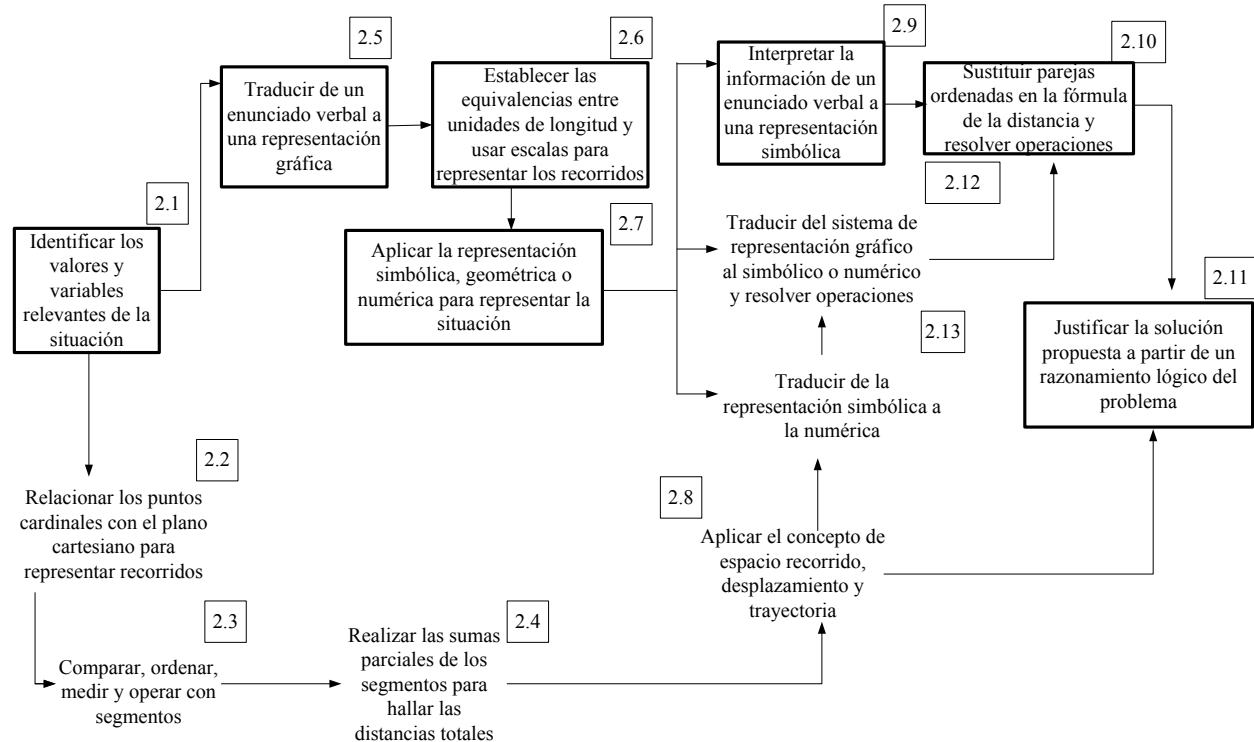 2.5
Traducir de un
enunciado verbal a
una representación
gráfica
2.6
Establecer las
equivalencias entre
unidades de longitud y
usar escalas para
representar los recorridos
2.9
Interpretar la
información de un
enunciado verbal a
una representación
simbólica
2.10
Sustituir parejas
ordenadas en la fórmula
de la distancia y
resolver operaciones
2.1
Identificar los
valores y
variables
relevantes de la
situación
2.7
Aplicar la representación
simbólica, geométrica o
numérica para representar la
situación
2.12
Traducir del sistema de
representación gráfico
al simbólico o numérico
y resolver operaciones
2.11
Justificar la solución
propuesta a partir de un
razonamiento lógico del
problema
2.13
Traducir de la
representación simbólica a
la numérica
2.2
Relacionar los puntos
cardinales con el plano
cartesiano para
representar recorridos
2.8
Aplicar el concepto de
espacio recorrido,
desplazamiento y
trayectoria
2.3
Comparar, ordenar,
medir y operar con
segmentos
2.4
Realizar las sumas
parciales de los
segmentos para
hallar las
distancias totales